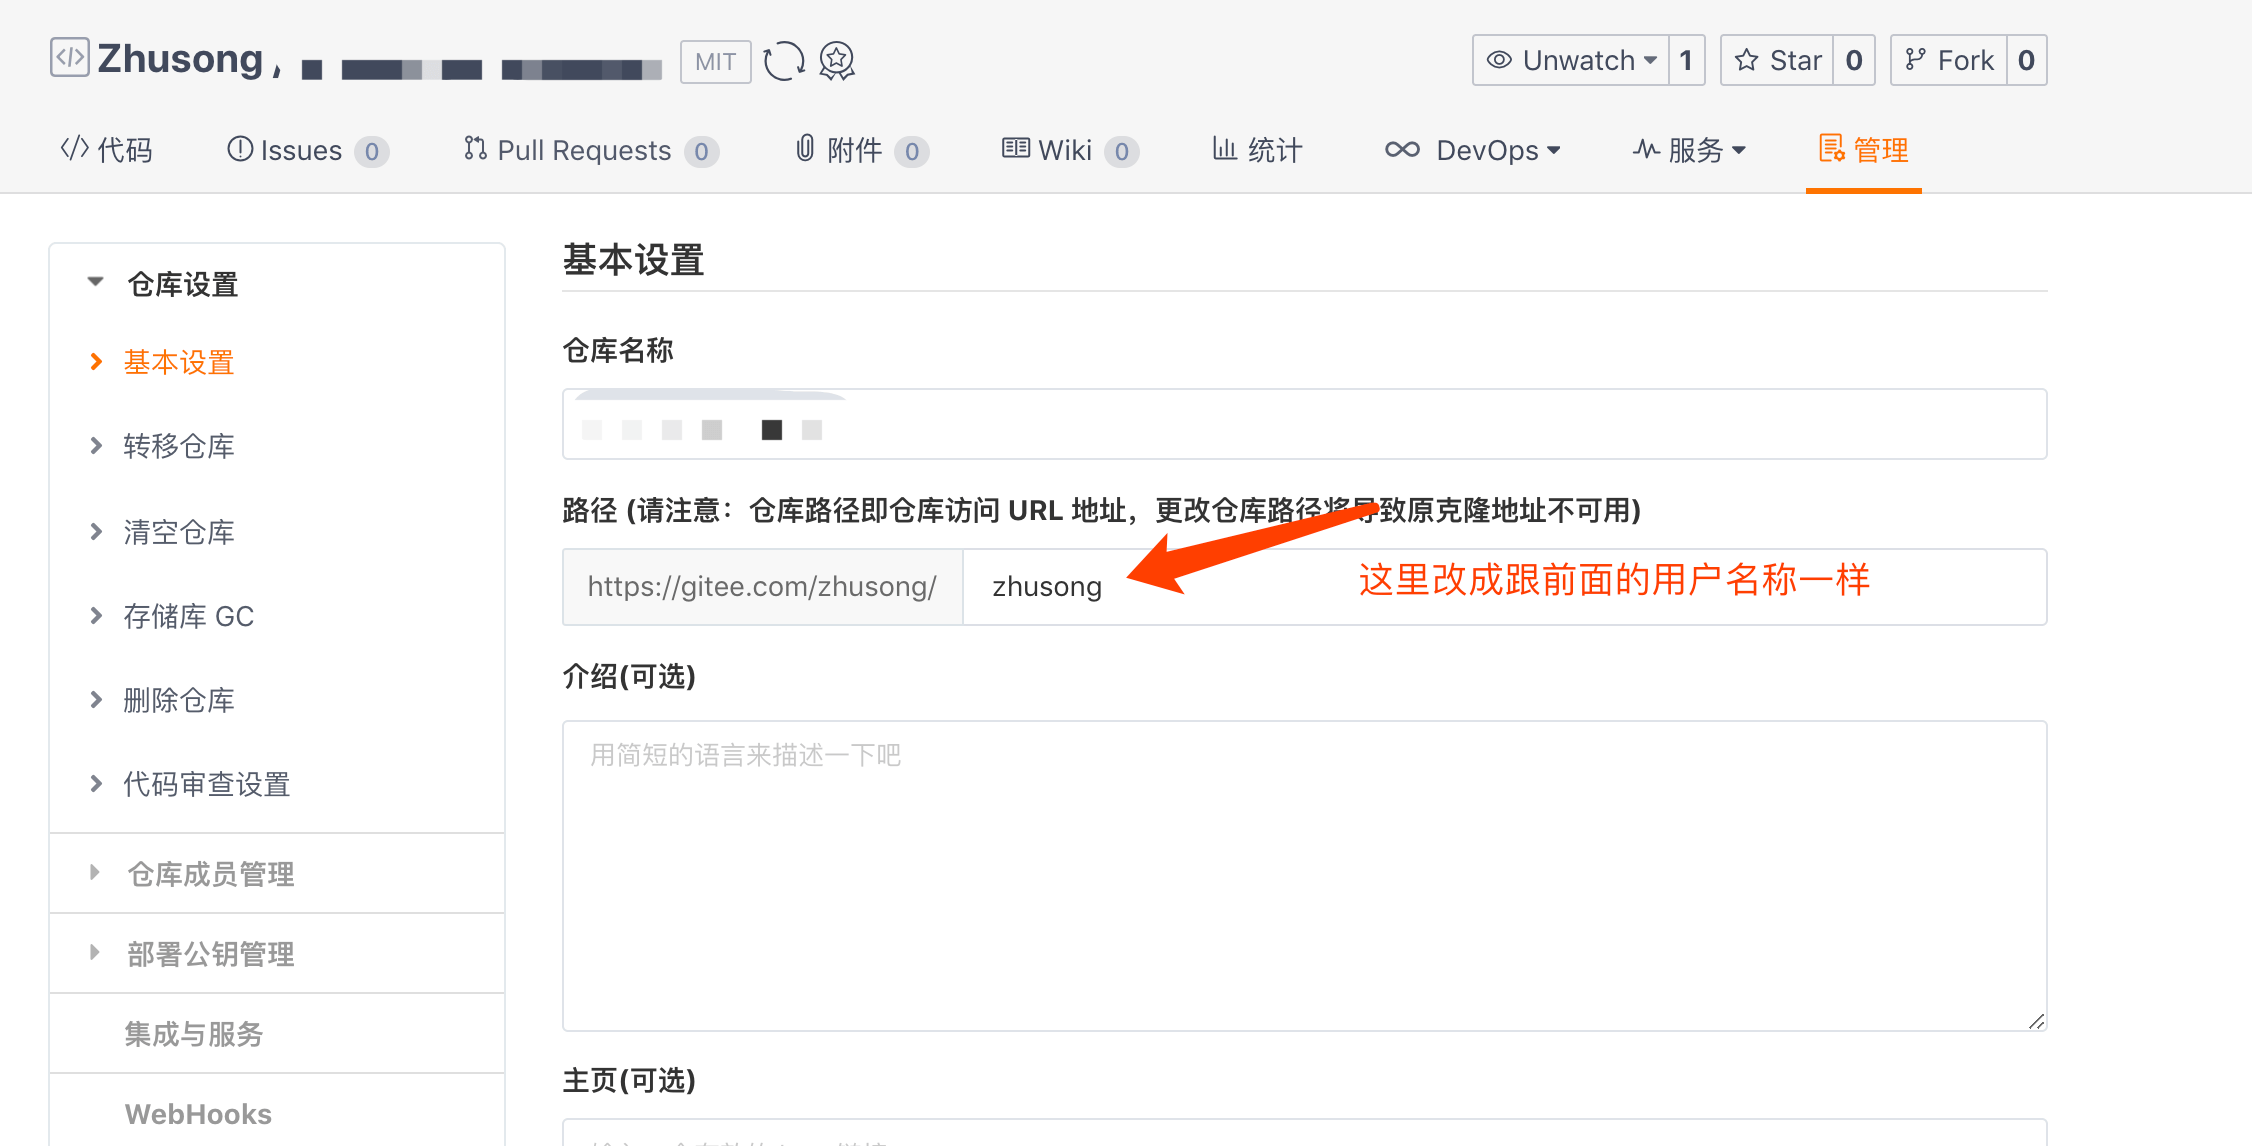 Zhusong
MIT
Unwatch 1
Star 0
Fork 0
代码
Issues 0
Pull Requests 0
附件 0
Wiki 0
统计
DevOps
服务
管理
仓库设置
基本设置
转移仓库
清空仓库
存储库 GC
删除仓库
代码审查设置
仓库成员管理
部署公钥管理
集成与服务
WebHooks
基本设置
仓库名称
路径 (请注意：仓库路径即仓库访问 URL 地址，更改仓库路径将导致原克隆地址不可用)
https://gitee.com/zhusong/ zhusong
这里改成跟前面的用户名称一样
介绍(可选)
用简短的语言来描述一下吧
主页(可选)